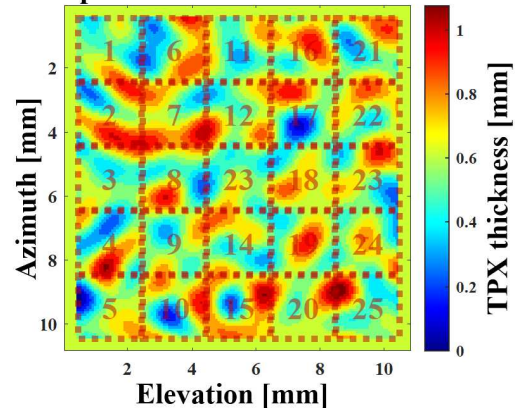 1 6 11 16 21
2 7 12 17 22
3 8 23 18 23
4 9 14 19 24
5 10 15 20 25
2
4
6
8
10
2 4 6 8 10
Azimuth [mm]
Elevation [mm]
1
0.8
0.6
0.4
0.2
0
TPX thickness [mm]